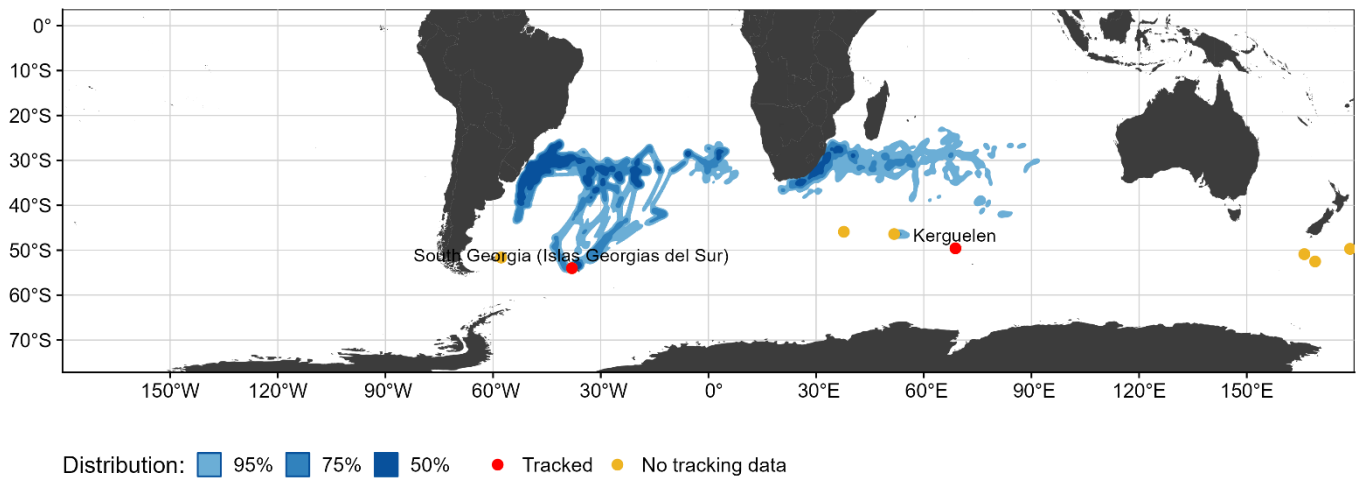 0°
10°S
20°S
30°S
40°S
50°S
60°S
70°S
South Georgia (Islas Georgias del Sur)
Kerguelen
150°W 120°W 90°W 60°W 30°W 0° 30°E 60°E 90°E 120°E 150°E
Distribution: 95% 75% 50% Tracked No tracking data